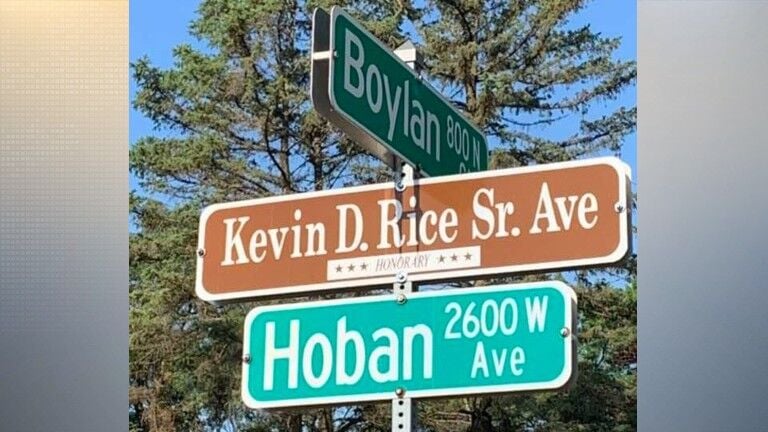 Boylan 800 N
Kevin D. Rice Sr. Ave
★★★ HONORARY ★★★
Hoban 2600 W
Ave